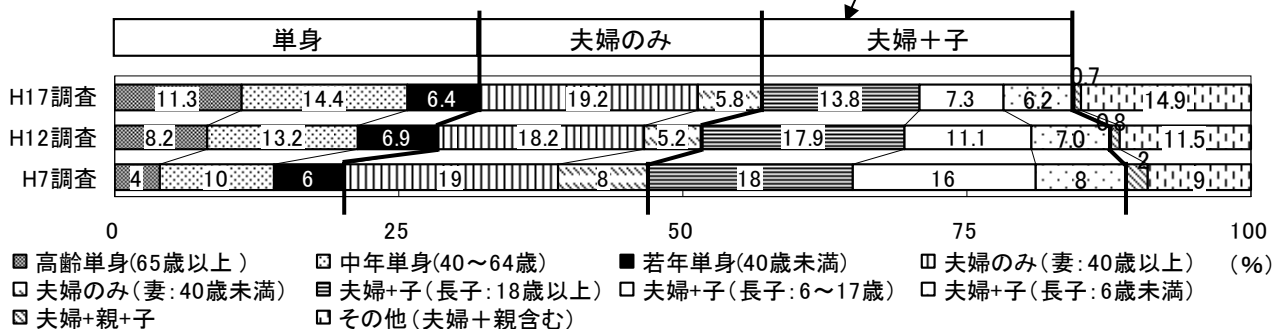 単身 夫婦のみ 夫婦+子
H17調査 11.3 14.4 6.4 19.2 5.8 13.8 7.3 6.2 0.7 14.9
H12調査 8.2 13.2 6.9 18.2 5.2 17.9 11.1 7.0 0.8 11.5
H7調査 4 10 6 19 8 18 16 8 2 9
0 25 50 75 100
高齢単身(65歳以上) 中年単身(40~64歳) 若年単身(40歳未満) 夫婦のみ(妻:40歳以上) (%)
夫婦のみ(妻:40歳未満) 夫婦+子(長子:18歳以上) 夫婦+子(長子:6~17歳) 夫婦+子(長子:6歳未満)
夫婦+親+子 その他(夫婦+親含む)